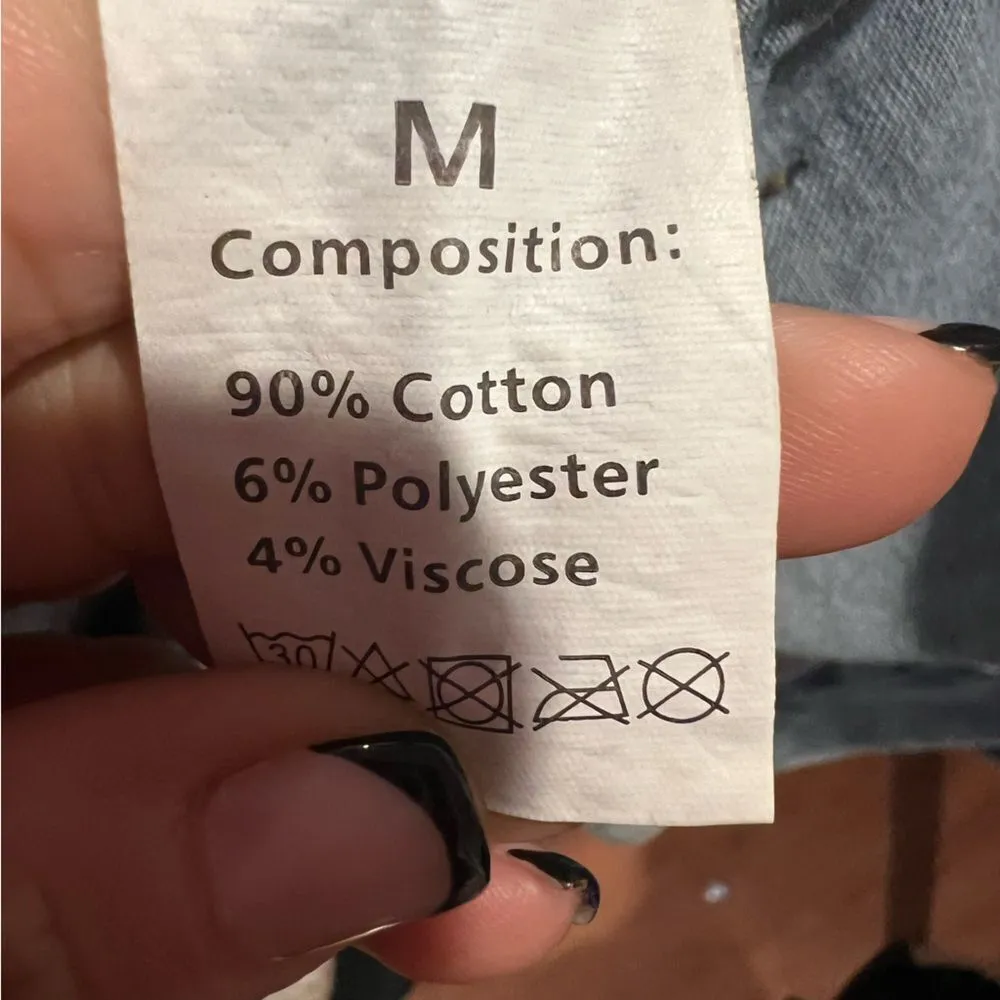 M
Composition:
90% Cotton
6% Polyester
4% Viscose
30